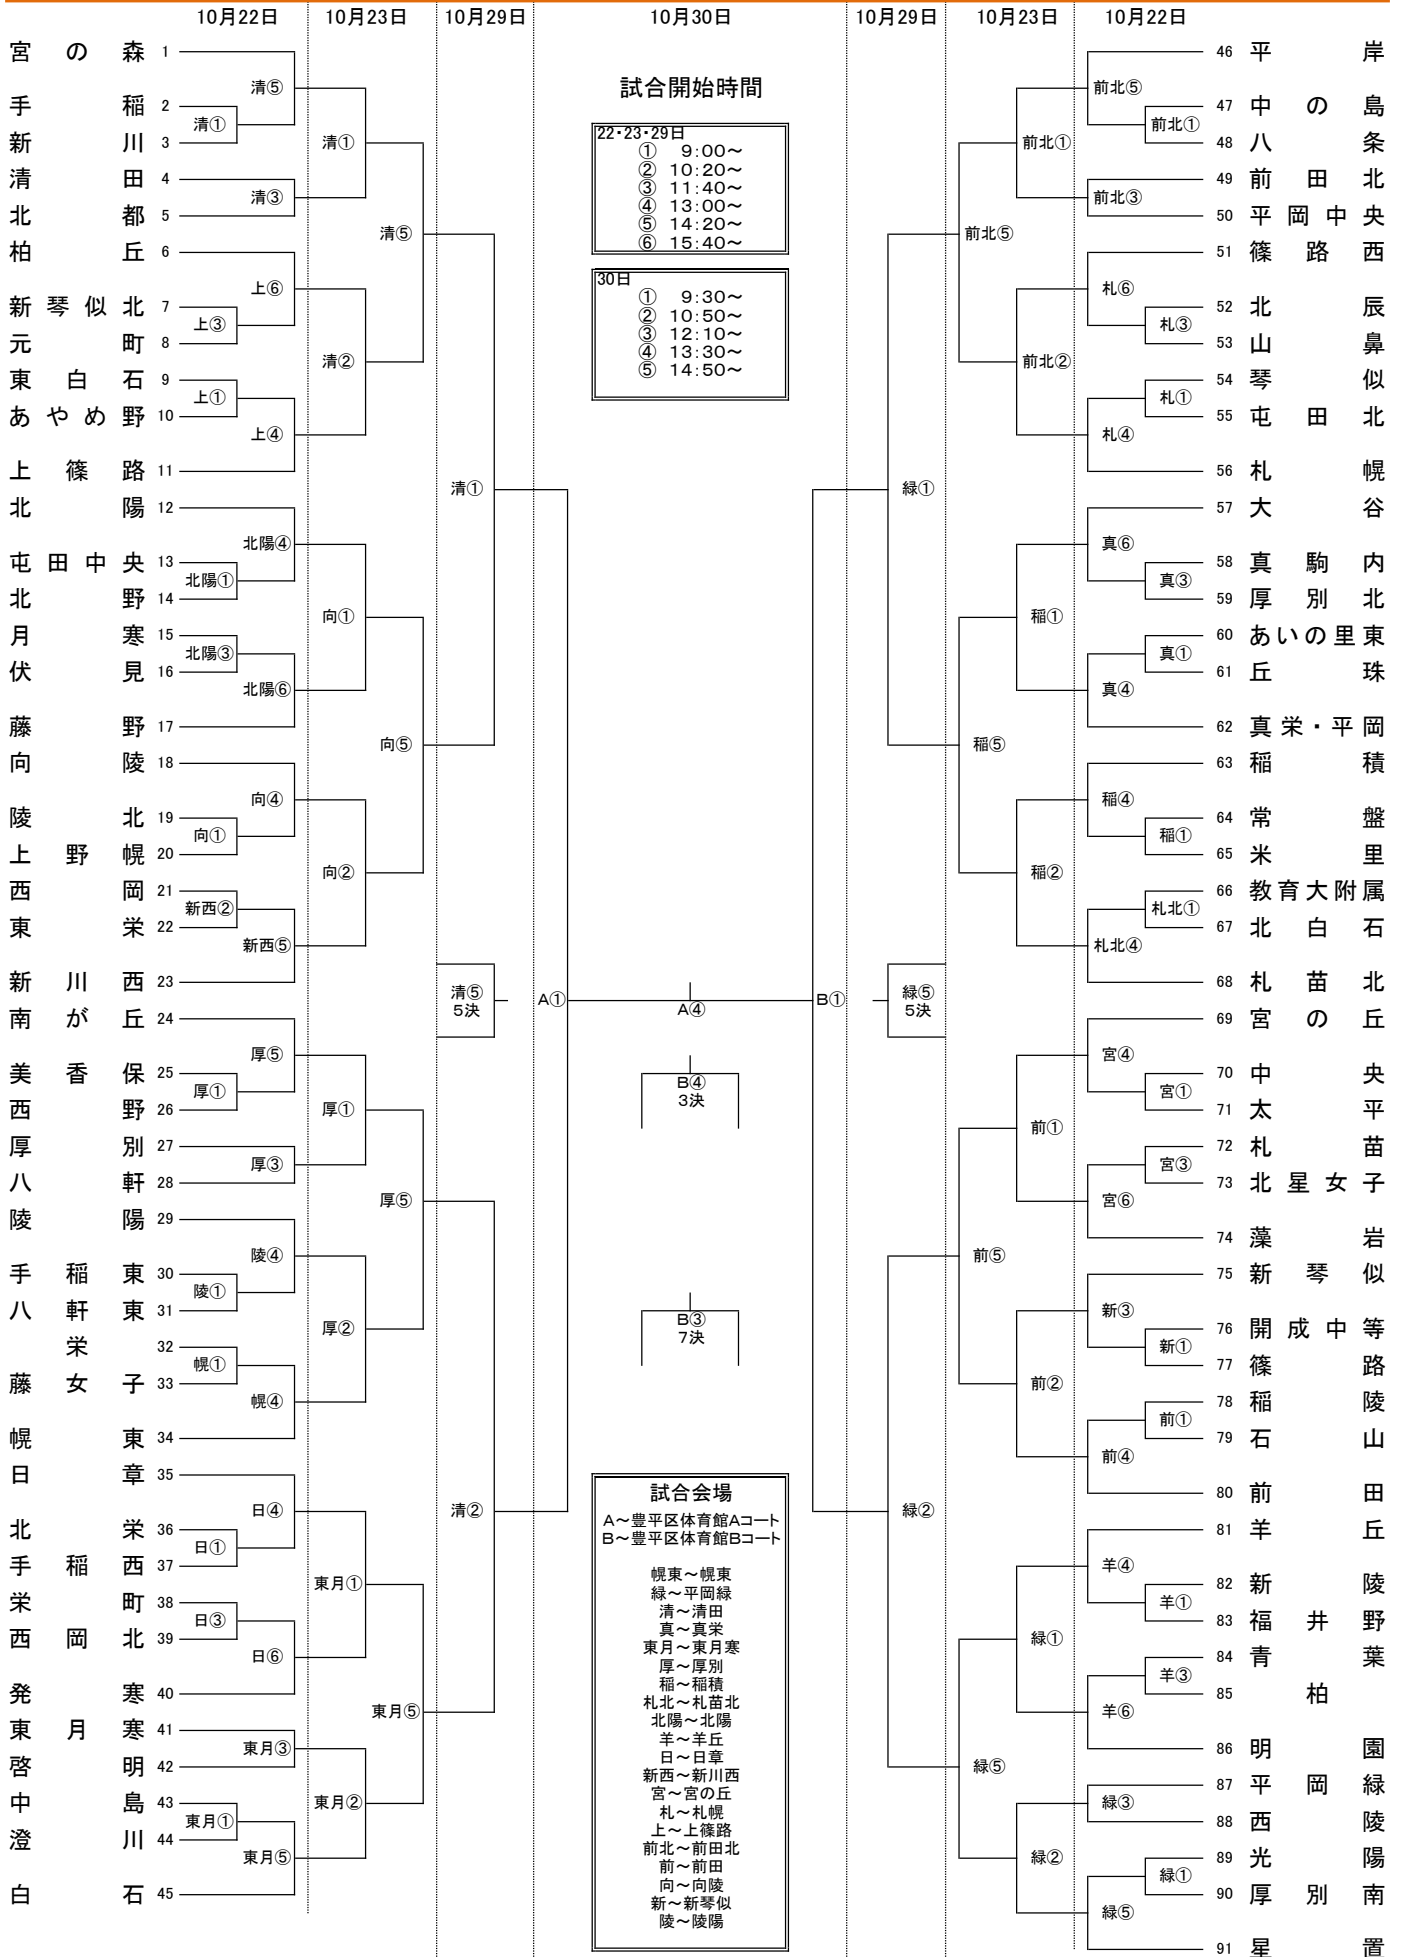 10月22日 10月23日 10月29日 10月30日 10月29日 10月23日 10月22日
宮の森 1
手稲 2
新川 3
清田 4
北都 5
柏丘 6
新琴似北 7
元町 8
東白石 9
あやめ野 10
上篠路 11
北陽 12
屯田中央 13
北野 14
月寒 15
伏見 16
藤野 17
向陵 18
陵北 19
上野幌 20
西岡 21
東栄 22
新川西 23
南が丘 24
美香保 25
西野 26
厚別 27
八軒 28
陵陽 29
手稲東 30
八軒東 31
栄 32
藤女子 33
幌東 34
日章 35
北栄 36
手稲西 37
栄町 38
西岡北 39
発寒 40
東月寒 41
啓明 42
中島 43
澄川 44
白石 45
清⑤
清①
清③
上⑥
上③
上①
上④
北陽④
北陽①
北陽③
北陽⑥
向④
向①
新西②
新西⑤
厚⑤
厚①
厚③
陵④
陵①
幌①
幌④
日④
日①
日③
日⑥
東月③
東月①
東月⑤
清①
清②
向①
向②
厚①
厚②
東月①
東月②
清⑤
向⑤
厚⑤
東月⑤
清①
清⑤
5決
清②
A①
試合開始時間
22・23・29日
① 9:00～
② 10:20～
③ 11:40～
④ 13:00～
⑤ 14:20～
⑥ 15:40～
30日
① 9:30～
② 10:50～
③ 12:10～
④ 13:30～
⑤ 14:50～
A④
B④
3決
B③
7決
試合会場
A～豊平区体育館Aコート
B～豊平区体育館Bコート
幌東～幌東
緑～平岡緑
清～清田
真～真栄
東月～東月寒
厚～厚別
稲～稲積
札北～札苗北
北陽～北陽
羊～羊丘
日～日章
新西～新川西
宮～宮の丘
札～札幌
上～上篠路
前北～前田北
前～前田
向～向陵
新～新琴似
陵～陵陽
B①
緑①
緑⑤
5決
緑②
前北⑤
稲⑤
前⑤
緑⑤
前北①
前北②
稲①
稲②
前①
前②
緑①
緑②
前北⑤
前北①
前北③
札⑥
札③
札①
札④
真⑥
真③
真①
真④
稲④
稲①
札北①
札北④
宮④
宮①
宮③
宮⑥
新③
新①
前①
前④
羊④
羊①
羊③
羊⑥
緑③
緑①
緑⑤
46 平岸
47 中の島
48 八条
49 前田北
50 平岡中央
51 篠路西
52 北辰
53 山鼻
54 琴似
55 屯田北
56 札幌
57 大谷
58 真駒内
59 厚別北
60 あいの里東
61 丘珠
62 真栄・平岡
63 稲積
64 常盤
65 米里
66 教育大附属
67 北白石
68 札苗北
69 宮の丘
70 中央
71 太平
72 札苗
73 北星女子
74 藻岩
75 新琴似
76 開成中等
77 篠路
78 稲陵
79 石山
80 前田
81 羊丘
82 新陵
83 福井野
84 青葉
85 柏
86 明園
87 平岡緑
88 西陵
89 光陽
90 厚別南
91 星置